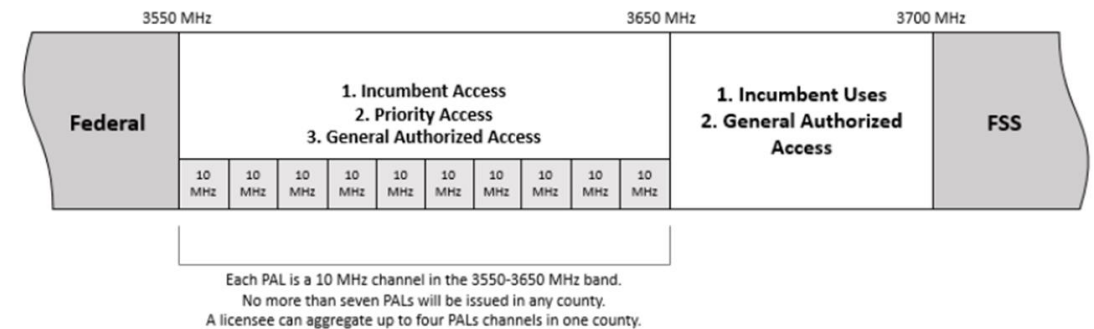 3550 MHz
3650 MHz
3700 MHz
Federal
1. Incumbent Access
2. Priority Access
3. General Authorized Access
1. Incumbent Uses
2. General Authorized
Access
FSS
10
MHz
10
MHz
10
MHz
10
MHz
10
MHz
10
MHz
10
MHz
10
MHz
10
MHz
10
MHz
Each PAL is a 10 MHz channel in the 3550-3650 MHz band.
No more than seven PALs will be issued in any county.
A licensee can aggregate up to four PALs channels in one county.